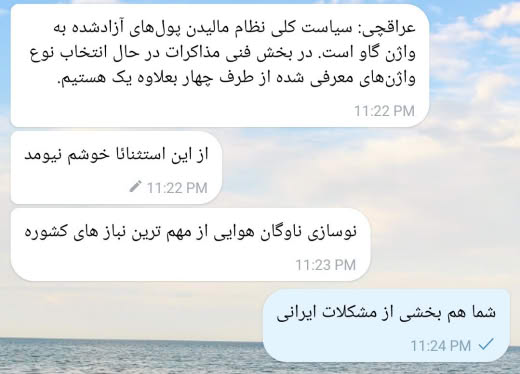 عراقچی: سیاست کلی نظام مالیدن پول‌های آزادشده به
واژن گاو است. در بخش فنی مذاکرات در حال انتخاب نوع
واژن‌های معرفی شده از طرف چهار بعلاوه یک هستیم.
11:22 PM
از این استثنائا خوشم نیومد
11:22 PM
نوسازی ناوگان هوایی از مهم ترین نیاز های کشوره
11:23 PM
شما هم بخشی از مشکلات ایرانی
11:24 PM